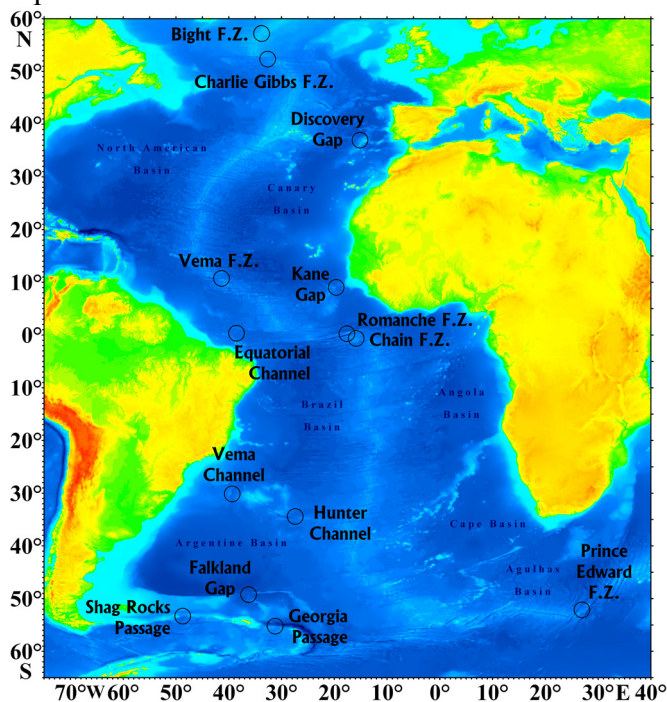 60°
N
50°
40°
30°
20°
10°
0°
10°
20°
30°
40°
50°
60°
S
Bight F.Z.
Charlie Gibbs F.Z.
Discovery
Gap
North American
Basin
Canary
Basin
Vema F.Z.
Kane
Gap
Romanche F.Z.
Chain F.Z.
Equatorial
Channel
Brazil
Basin
Angola
Basin
Vema
Channel
Hunter
Channel
Cape Basin
Argentine Basin
Prince
Edward
F.Z.
Falkland
Gap
Agulhas
Basin
Shag Rocks
Passage
Georgia
Passage
70° W 60° 50° 40° 30° 20° 10° 0° 10° 20° 30° E 40°